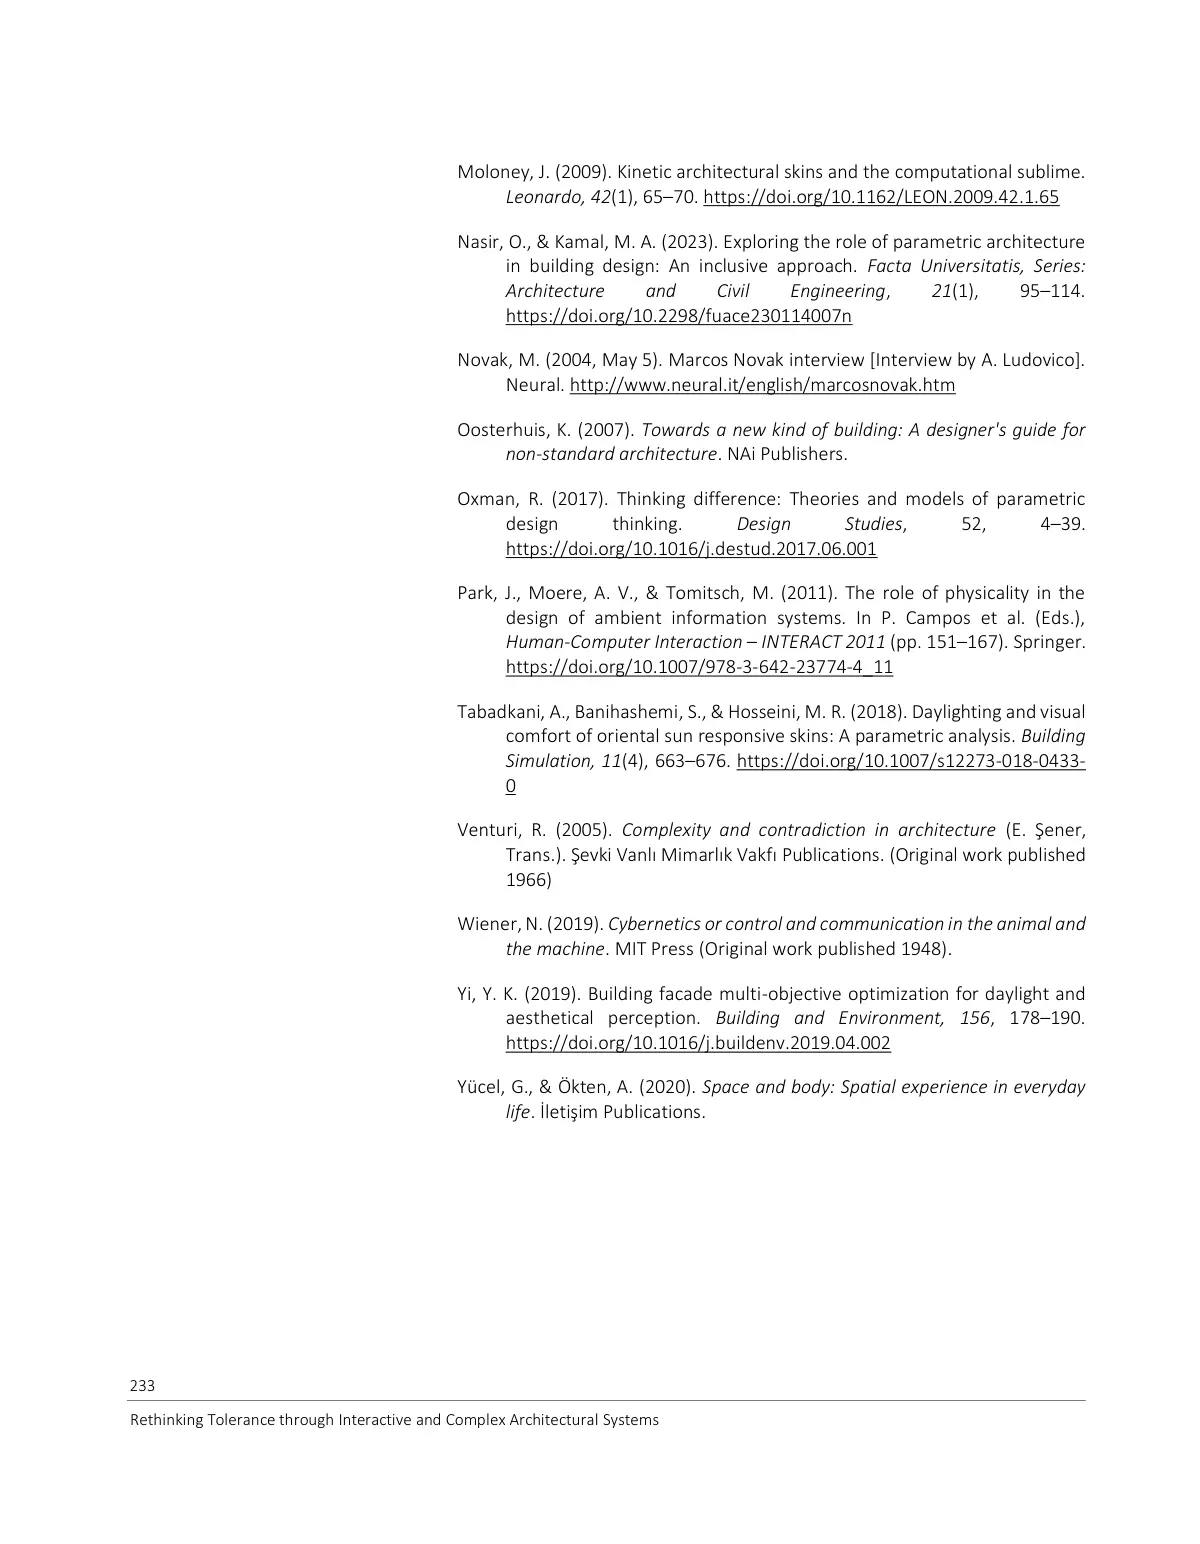 Moloney, J. (2009). Kinetic architectural skins and the computational sublime.
Leonardo, 42(1), 65–70. https://doi.org/10.1162/LEON.2009.42.1.65
Nasir, O., & Kamal, M. A. (2023). Exploring the role of parametric architecture
in building design: An inclusive approach. Facta Universitatis, Series:
Architecture and Civil Engineering, 21(1), 95–114.
https://doi.org/10.2298/fuace230114007n
Novak, M. (2004, May 5). Marcos Novak interview [Interview by A. Ludovico].
Neural. http://www.neural.it/english/marcosnovak.htm
Oosterhuis, K. (2007). Towards a new kind of building: A designer's guide for
non-standard architecture. NAi Publishers.
Oxman, R. (2017). Thinking difference: Theories and models of parametric
design thinking. Design Studies, 52, 4–39.
https://doi.org/10.1016/j.destud.2017.06.001
Park, J., Moere, A. V., & Tomitsch, M. (2011). The role of physicality in the
design of ambient information systems. In P. Campos et al. (Eds.),
Human-Computer Interaction – INTERACT 2011 (pp. 151–167). Springer.
https://doi.org/10.1007/978-3-642-23774-4_11
Tabadkani, A., Banihashemi, S., & Hosseini, M. R. (2018). Daylighting and visual
comfort of oriental sun responsive skins: A parametric analysis. Building
Simulation, 11(4), 663–676. https://doi.org/10.1007/s12273-018-0433-
0
Venturi, R. (2005). Complexity and contradiction in architecture (E. Şener,
Trans.). Şevki Vanlı Mimarlık Vakfı Publications. (Original work published
1966)
Wiener, N. (2019). Cybernetics or control and communication in the animal and
the machine. MIT Press (Original work published 1948).
Yi, Y. K. (2019). Building facade multi-objective optimization for daylight and
aesthetical perception. Building and Environment, 156, 178–190.
https://doi.org/10.1016/j.buildenv.2019.04.002
Yücel, G., & Ökten, A. (2020). Space and body: Spatial experience in everyday
life. İletişim Publications.
233
Rethinking Tolerance through Interactive and Complex Architectural Systems